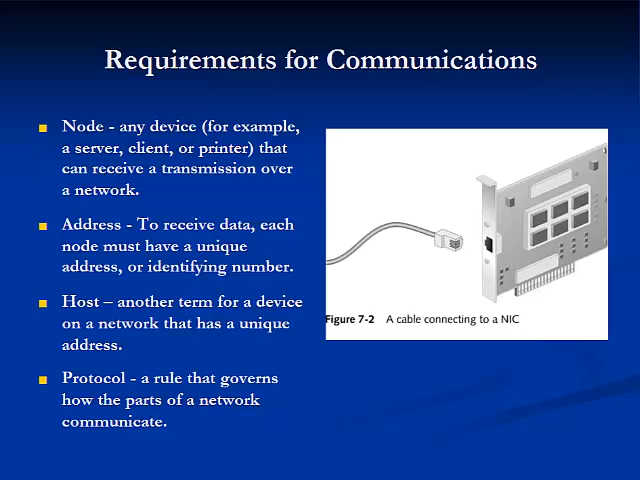 Requirements for Communications
Node - any device (for example,
a server, client, or printer) that
can receive a transmission over
a network.
Address - To receive data, each
node must have a unique
address, or identifying number.
Host – another term for a device
on a network that has a unique
address.
Protocol - a rule that governs
how the parts of a network
communicate.
Figure 7-2 A cable connecting to a NIC